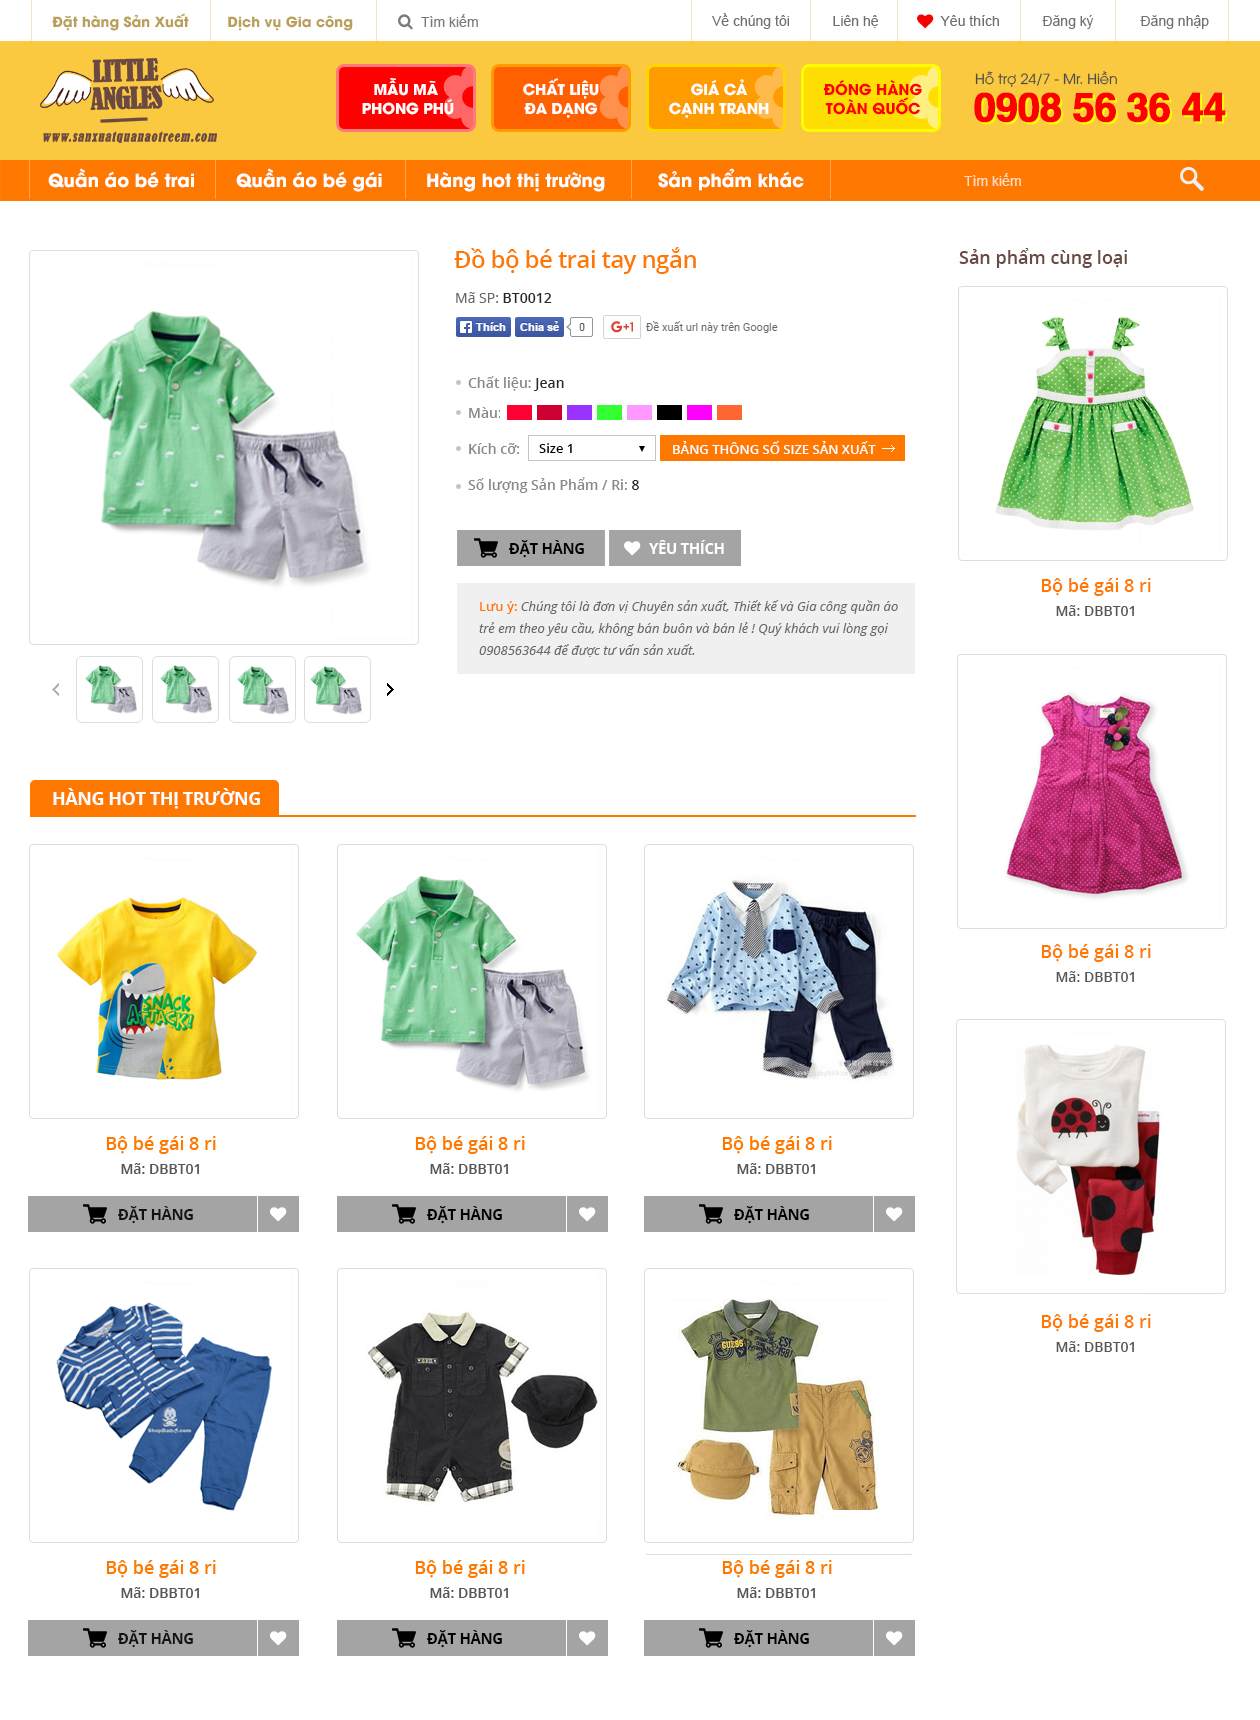 Đặt hàng Sản Xuất
Dịch vụ Gia công
Tìm kiếm
Về chúng tôi
Liên hệ
Yêu thích
Đăng ký
Đăng nhập
LITTLE
ANGLES
www.sanxuatquanaotreem.com
MẪU MÃ
PHONG PHÚ
CHẤT LIỆU
ĐA DẠNG
GIÁ CẢ
CẠNH TRANH
ĐÓNG HÀNG
TOÀN QUỐC
Hỗ trợ 24/7 - Mr. Hiền
0908 56 36 44
Quần áo bé trai
Quần áo bé gái
Hàng hot thị trường
Sản phẩm khác
Tìm kiếm
Đồ bộ bé trai tay ngắn
Mã SP: BT0012
Thích
Chia sẻ
0
G+1
Đề xuất url này trên Google
Chất liệu: Jean
Màu:
Kích cỡ:
Size 1
BẢNG THÔNG SỐ SIZE SẢN XUẤT →
Số lượng Sản Phẩm / Ri: 8
ĐẶT HÀNG
YÊU THÍCH
Lưu ý: Chúng tôi là đơn vị Chuyên sản xuất, Thiết kế và Gia công quần áo
trẻ em theo yêu cầu, không bán buôn và bán lẻ ! Quý khách vui lòng gọi
0908563644 để được tư vấn sản xuất.
Sản phẩm cùng loại
Bộ bé gái 8 ri
Mã: DBBT01
Bộ bé gái 8 ri
Mã: DBBT01
Bộ bé gái 8 ri
Mã: DBBT01
HÀNG HOT THỊ TRƯỜNG
SNACK
ATTACK!
Bộ bé gái 8 ri
Mã: DBBT01
ĐẶT HÀNG
Bộ bé gái 8 ri
Mã: DBBT01
ĐẶT HÀNG
Bộ bé gái 8 ri
Mã: DBBT01
ĐẶT HÀNG
GUESS
Bộ bé gái 8 ri
Mã: DBBT01
ĐẶT HÀNG
Bộ bé gái 8 ri
Mã: DBBT01
ĐẶT HÀNG
Bộ bé gái 8 ri
Mã: DBBT01
ĐẶT HÀNG